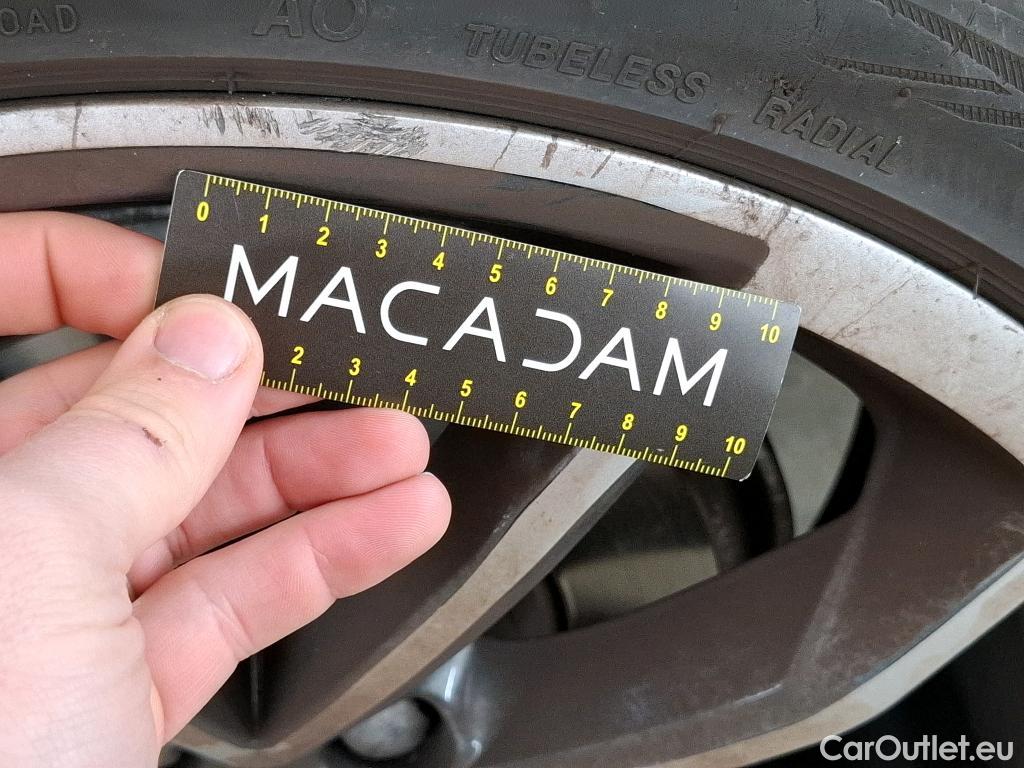 OAD
AO
TUBELESS
RADIAL
0 1 2 3 4 5 6 7 8 9 10
MACADAM
2 3 4 5 6 7 8 9 10
CarOutlet.eu